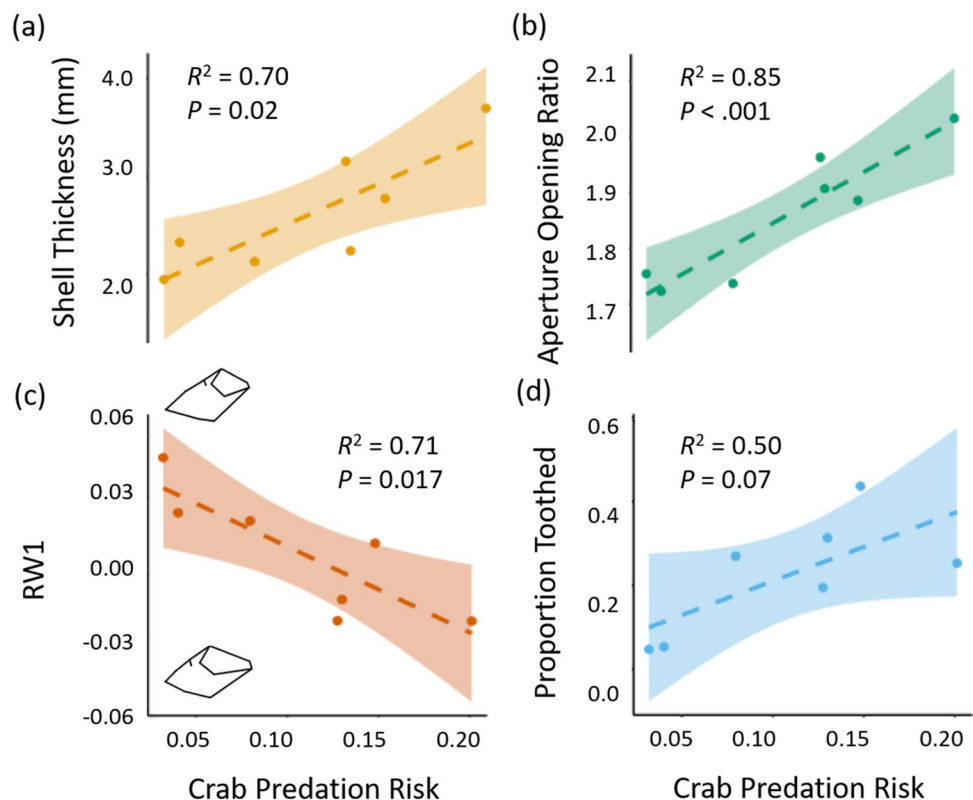 (a)
Shell Thickness (mm)
4.0
3.0
2.0
R² = 0.70
P = 0.02
(b)
Aperture Opening Ratio
2.1
2.0
1.9
1.8
1.7
R² = 0.85
P < .001
(c)
RW1
0.06
0.03
0.00
-0.03
-0.06
R² = 0.71
P = 0.017
0.05 0.10 0.15 0.20
Crab Predation Risk
(d)
Proportion Toothed
0.6
0.4
0.2
0.0
R² = 0.50
P = 0.07
0.05 0.10 0.15 0.20
Crab Predation Risk